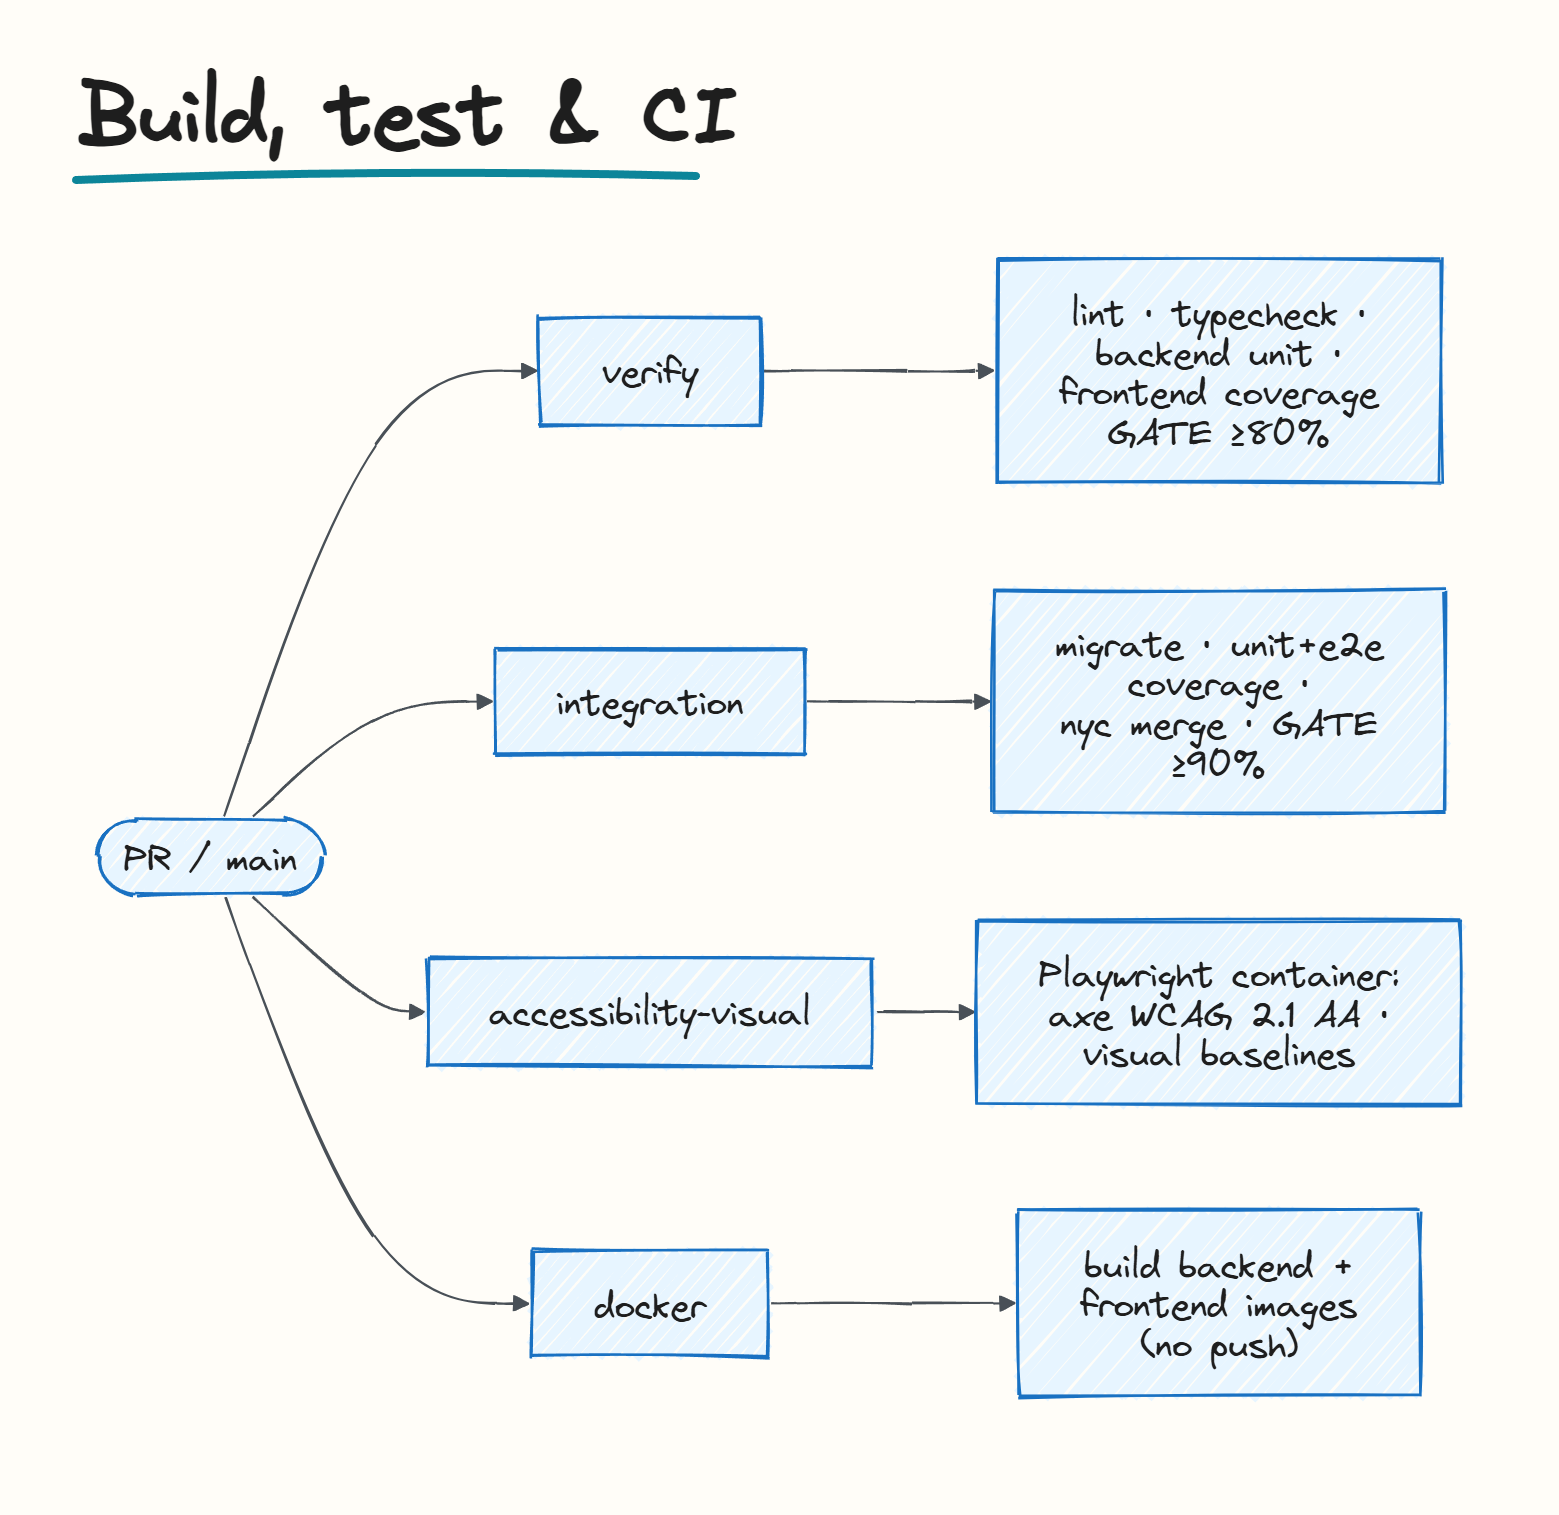 Build, test & CI
verify
lint · typecheck ·
backend unit ·
frontend coverage
GATE ≥80%
integration
migrate · unit+e2e
coverage ·
nyc merge · GATE
≥90%
PR / main
accessibility-visual
Playwright container:
axe WCAG 2.1 AA ·
visual baselines
docker
build backend +
frontend images
(no push)